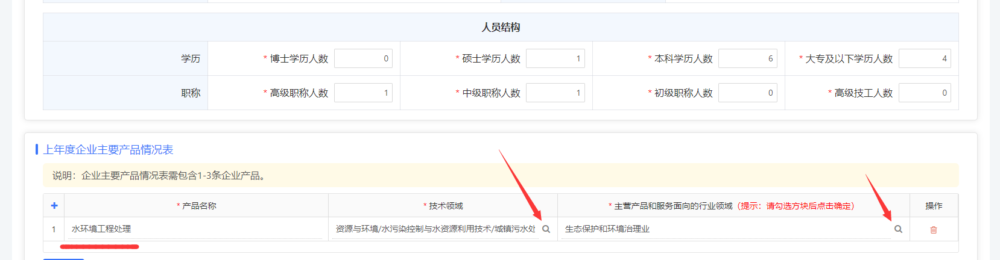 人员结构
学历 * 博士学历人数 0 * 硕士学历人数 1 * 本科学历人数 6 * 大专及以下学历人数 4
职称 * 高级职称人数 1 * 中级职称人数 1 * 初级职称人数 0 * 高级技工人数 0
上年度企业主要产品情况表
说明：企业主要产品情况表需包含1-3条企业产品。
* 产品名称 * 技术领域 * 主营产品和服务面向的行业领域（提示：请勾选方块后点击确定） 操作
1 水环境工程处理 资源与环境/水污染控制与水资源利用技术/城镇污水处 生态保护和环境治理业